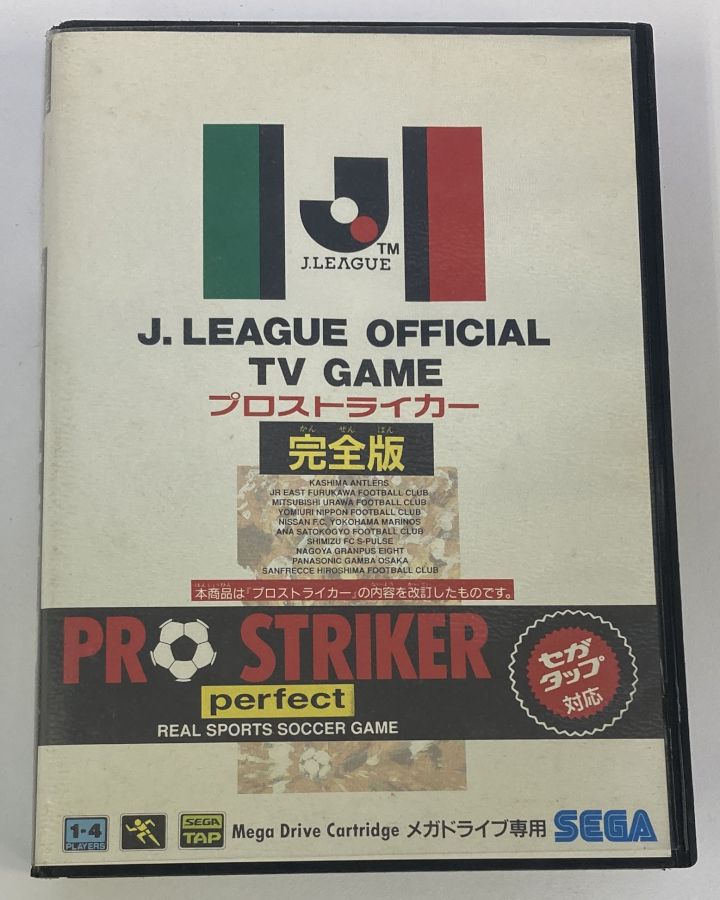 TM
J.LEAGUE
J. LEAGUE OFFICIAL
TV GAME
プロストライカー
かん ぜん ばん
完全版
KASHIMA ANTLERS
JR EAST FURUKAWA FOOTBALL CLUB
MITSUBISHI URAWA FOOTBALL CLUB
YOMIURI NIPPON FOOTBALL CLUB
NISSAN F.C. YOKOHAMA MARINOS
ANA SATOKOGYO FOOTBALL CLUB
SHIMIZU FC S-PULSE
NAGOYA GRANPUS EIGHT
PANASONIC GAMBA OSAKA
SANFRECCE HIROSHIMA FOOTBALL CLUB
本商品は『プロストライカー』の内容を改訂したものです。
PRO STRIKER
perfect
REAL SPORTS SOCCER GAME
セガ
タップ
対応
1-4
PLAYERS
SEGA
TAP
Mega Drive Cartridge メガドライブ専用
SEGA